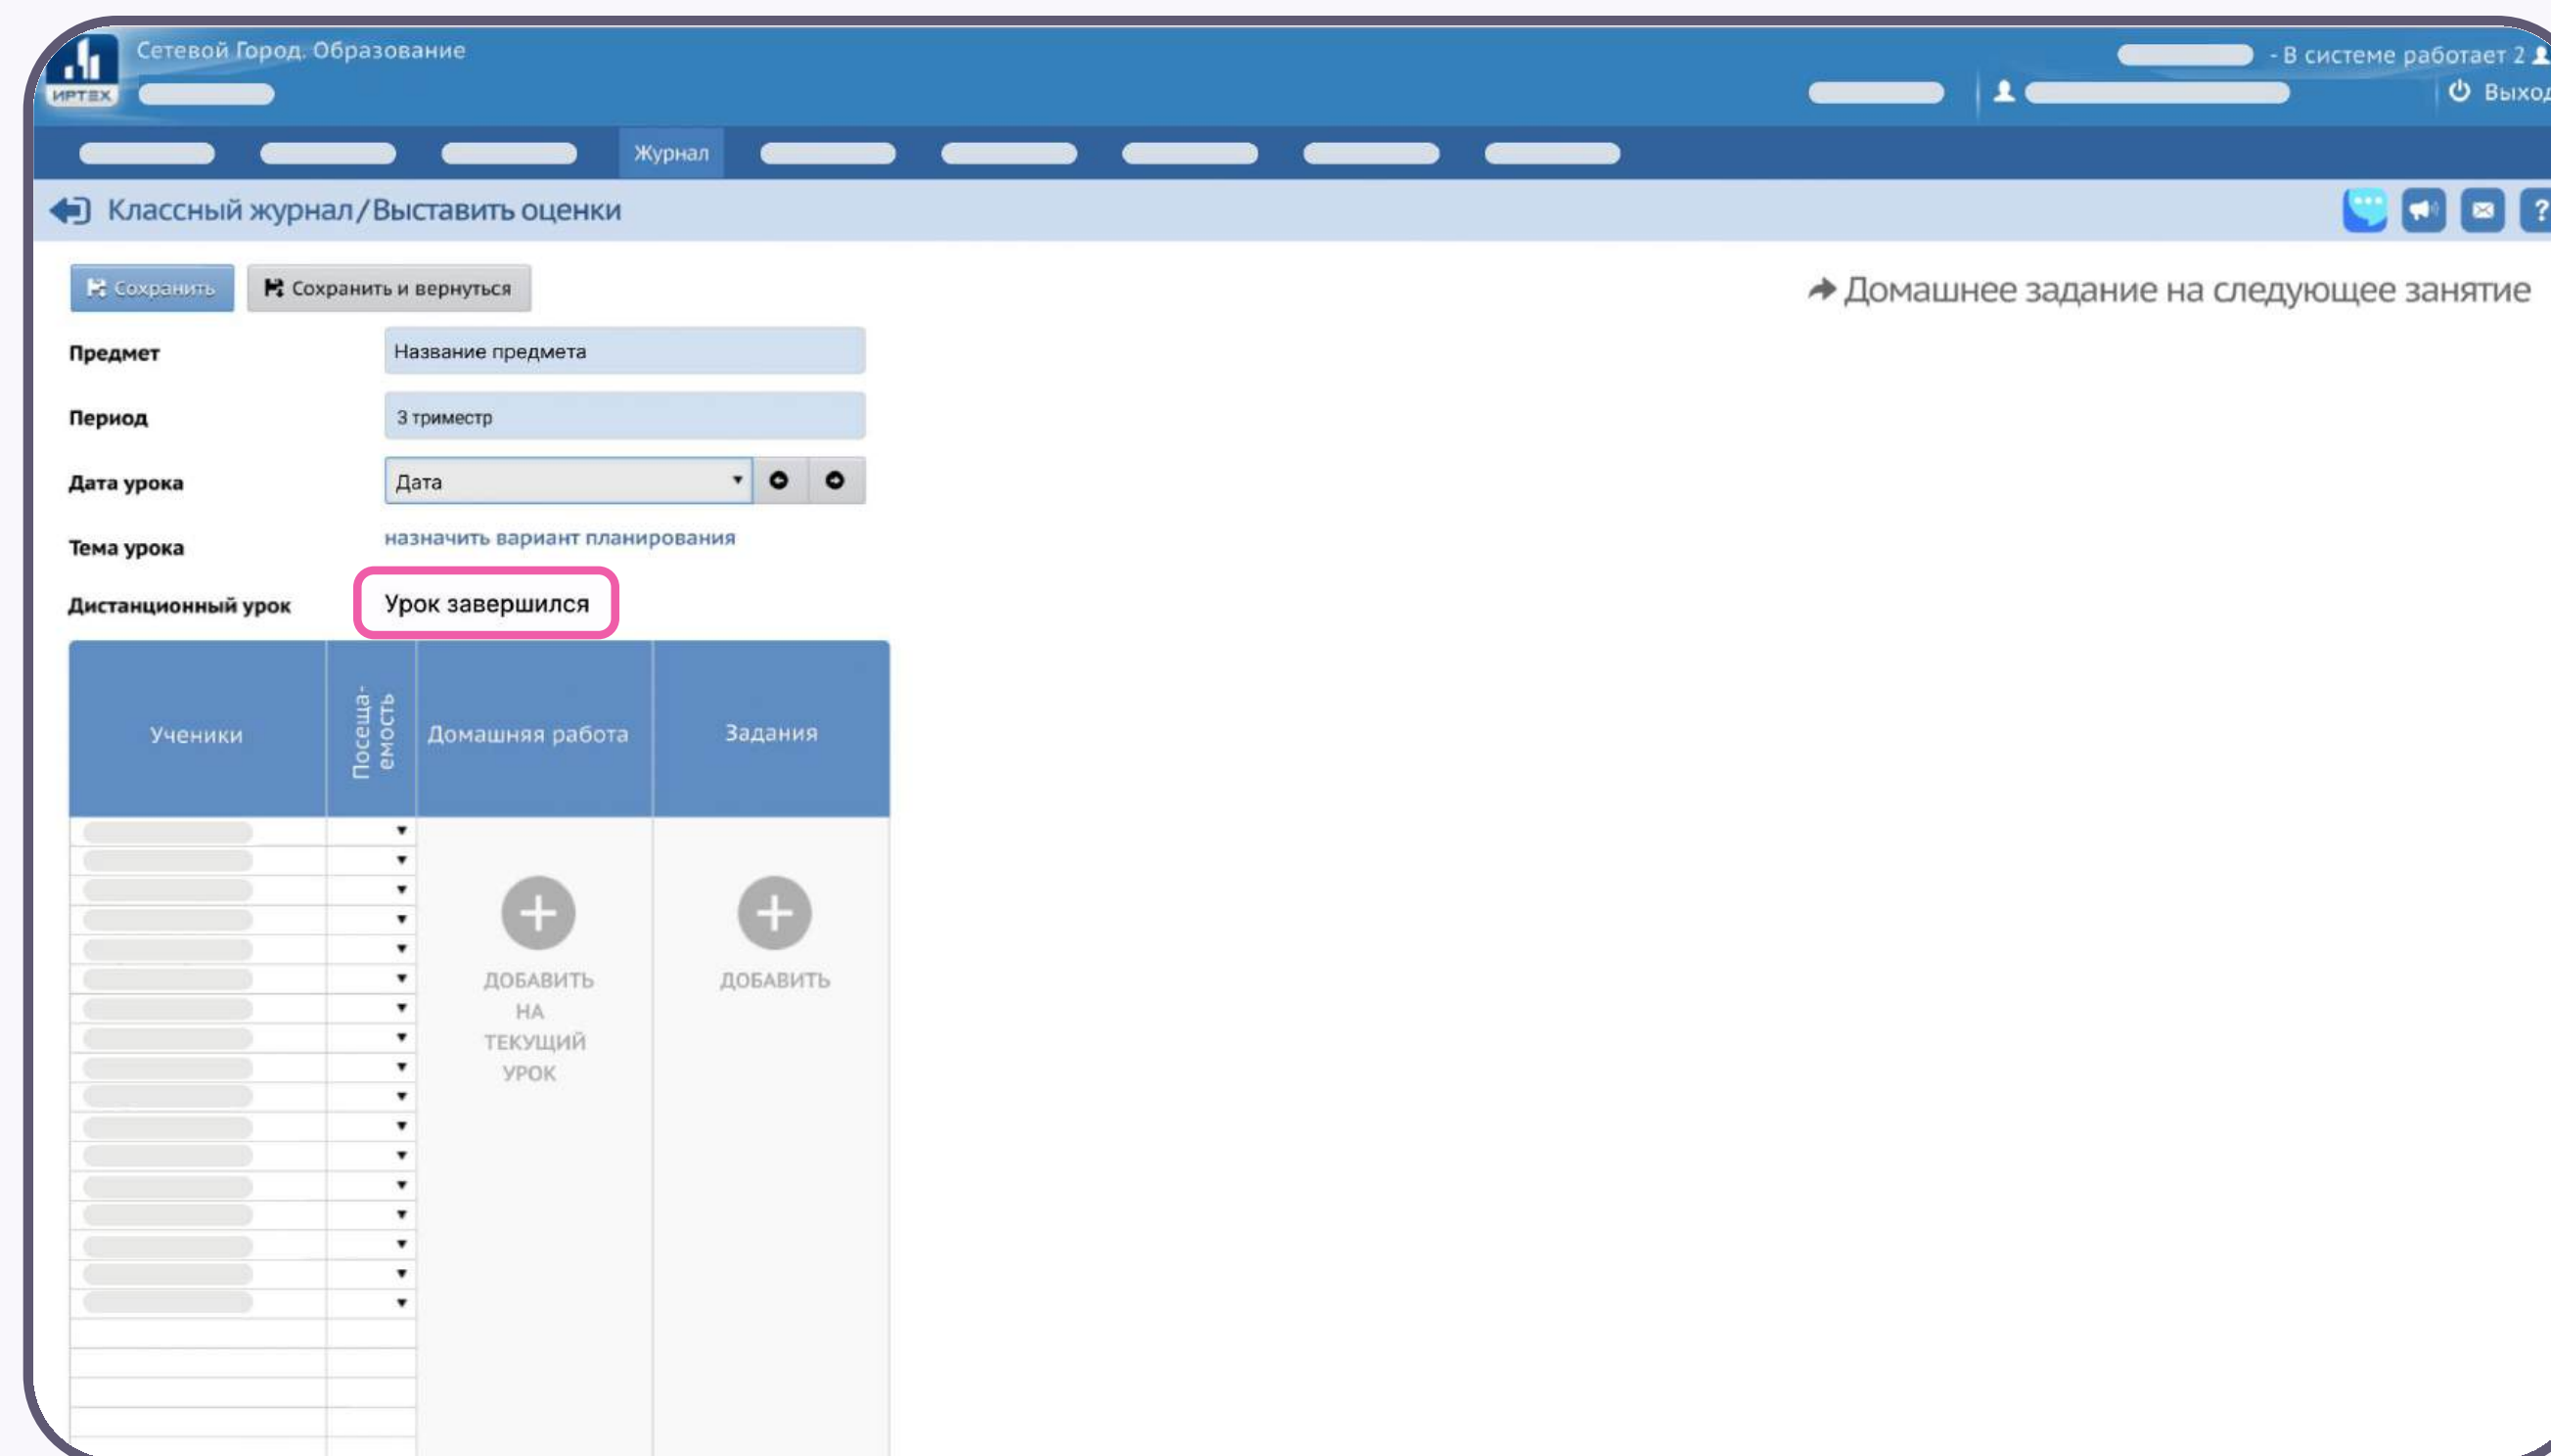 Сетевой Город. Образование
- В системе работает 2
ИРТЕХ
Выход
Журнал
Классный журнал/Выставить оценки
?
Сохранить
Сохранить и вернуться
Домашнее задание на следующее занятие
Предмет
Название предмета
Период
3 триместр
Дата урока
Дата
Тема урока
назначить вариант планирования
Дистанционный урок
Урок завершился
Ученики
Посеща-
емость
Домашняя работа
Задания
ДОБАВИТЬ
НА
ТЕКУЩИЙ
УРОК
ДОБАВИТЬ